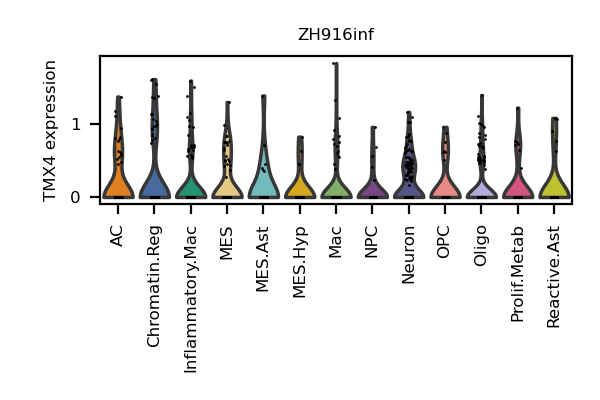 ZH916inf
TMX4 expression
1
0
AC
Chromatin.Reg
Inflammatory.Mac
MES
MES.Ast
MES.Hyp
Mac
NPC
Neuron
OPC
Oligo
Prolif.Metab
Reactive.Ast